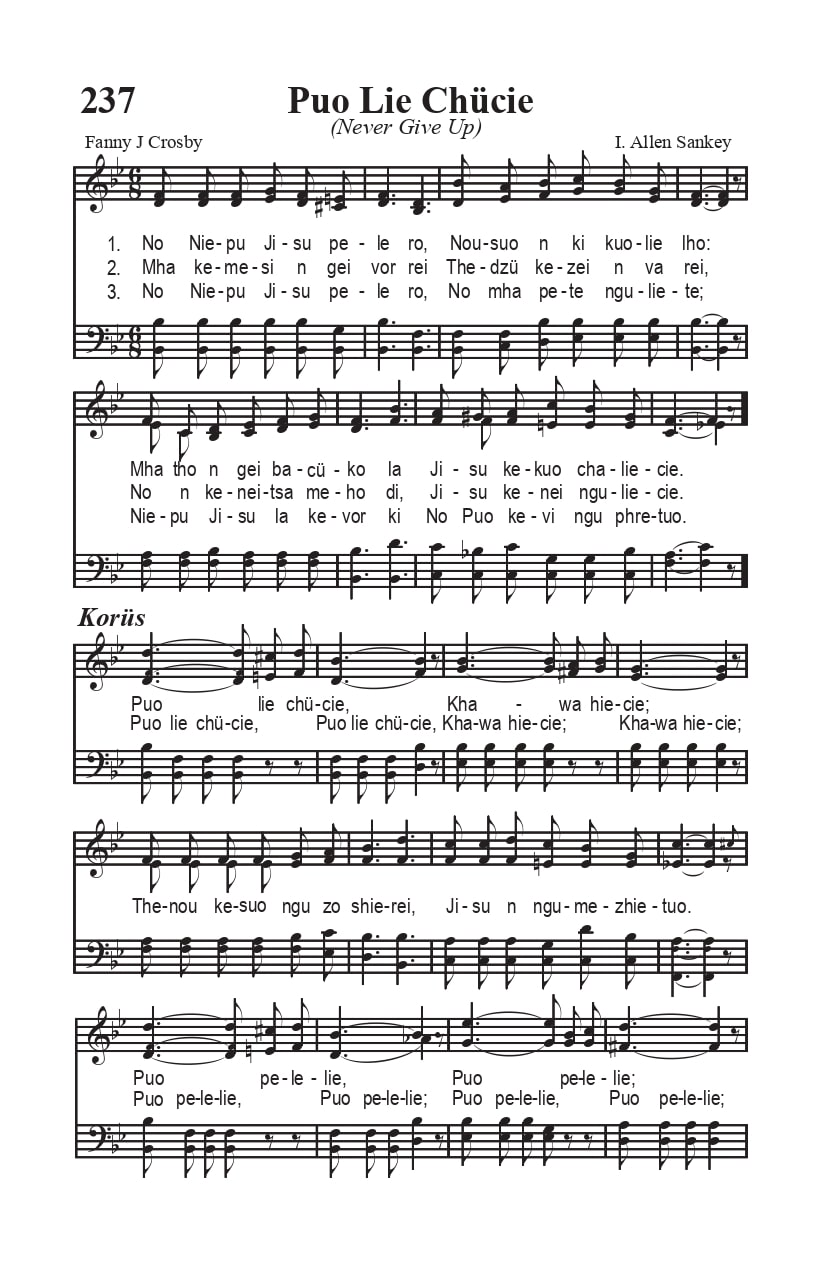 237 Puo Lie Chücie
(Never Give Up)
Fanny J Crosby I. Allen Sankey
1. No Niepu Ji-su pe-le ro, Nou-suo n ki kuo-lie lho:
2. Mha ke-me-si n gei vor rei The-dzü ke-zei n va rei,
3. No Niepu Ji-su pe-le ro, No mha pe-te ngu-lie-te;
Mha tho n gei ba-cü-ko la Ji-su ke-kuo cha-lie-cie.
No n ke-nei-tsa me-ho di, Ji-su ke-nei ngu-lie-cie.
Nie-pu Ji-su la ke-vor ki No Puo ke-vi ngu phre-tuo.
Korüs
Puo lie chü-cie, Kha - wa hie-cie;
Puo lie chü-cie, Puo lie chü-cie, Kha-wa hie-cie; Kha-wa hie-cie;
The-nou ke-suo ngu zo shie-rei, Ji-su n ngu-me-zhie-tuo.
Puo pe-le-lie, Puo pe-le-lie;
Puo pe-le-lie, Puo pe-le-lie; Puo pe-le-lie, Puo pe-le-lie;